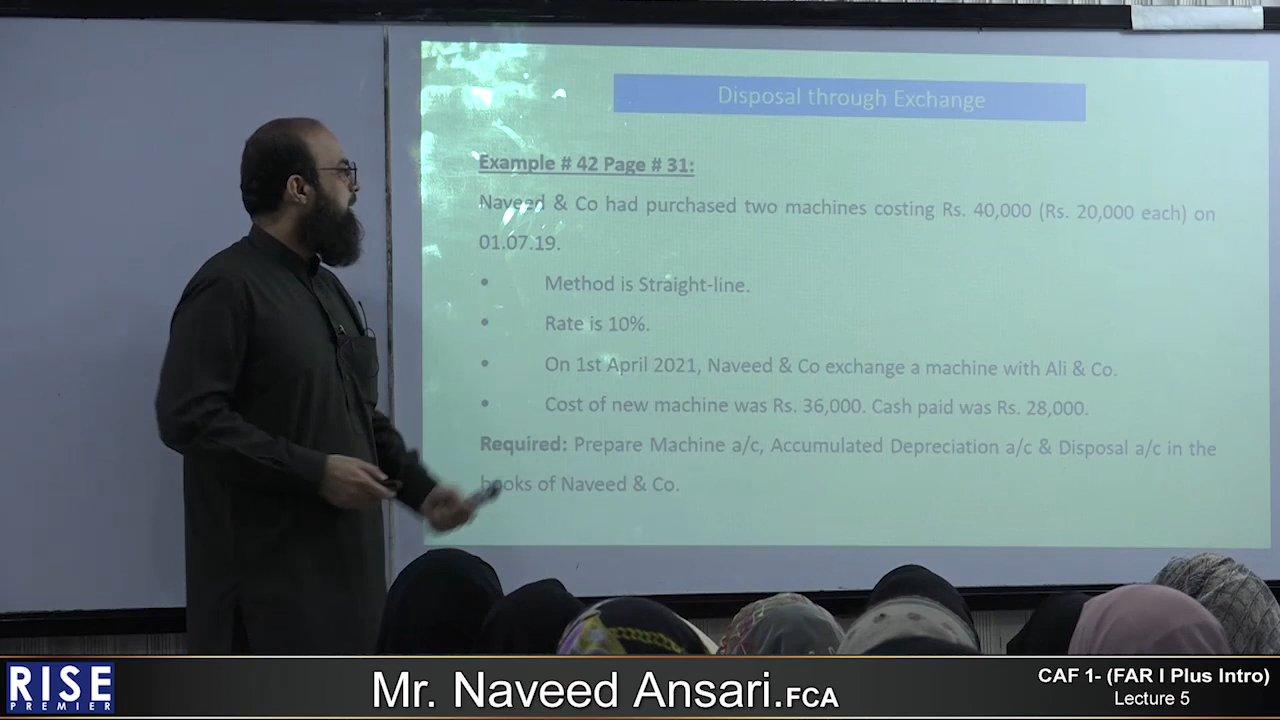 Disposal through Exchange
Example # 42 Page # 31:
Naveed & Co had purchased two machines costing Rs. 40,000 (Rs. 20,000 each) on
01.07.19.
• Method is Straight-line.
• Rate is 10%.
• On 1st April 2021, Naveed & Co exchange a machine with Ali & Co.
• Cost of new machine was Rs. 36,000. Cash paid was Rs. 28,000.
Required: Prepare Machine a/c, Accumulated Depreciation a/c & Disposal a/c in the
books of Naveed & Co.
RISE
PREMIER
Mr. Naveed Ansari.FCA
CAF 1- (FAR I Plus Intro)
Lecture 5